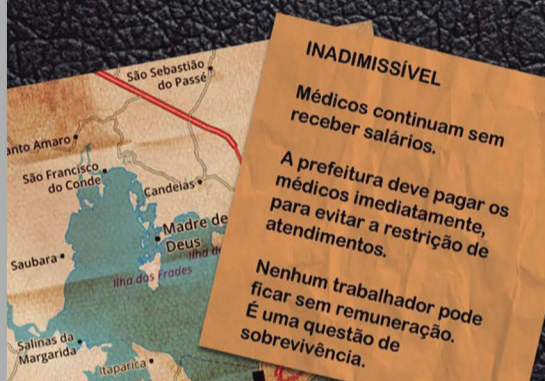 São Sebastião
do Passé
Santo Amaro
São Francisco
do Conde
Candeias
Madre de
Deus
Ilha dos Frades
Saubara
Salinas da
Margarida
Itaparica
INADIMISSÍVEL
Médicos continuam sem
receber salários.
A prefeitura deve pagar os
médicos imediatamente,
para evitar a restrição de
atendimentos.
Nenhum trabalhador pode
ficar sem remuneração.
É uma questão de
sobrevivência.